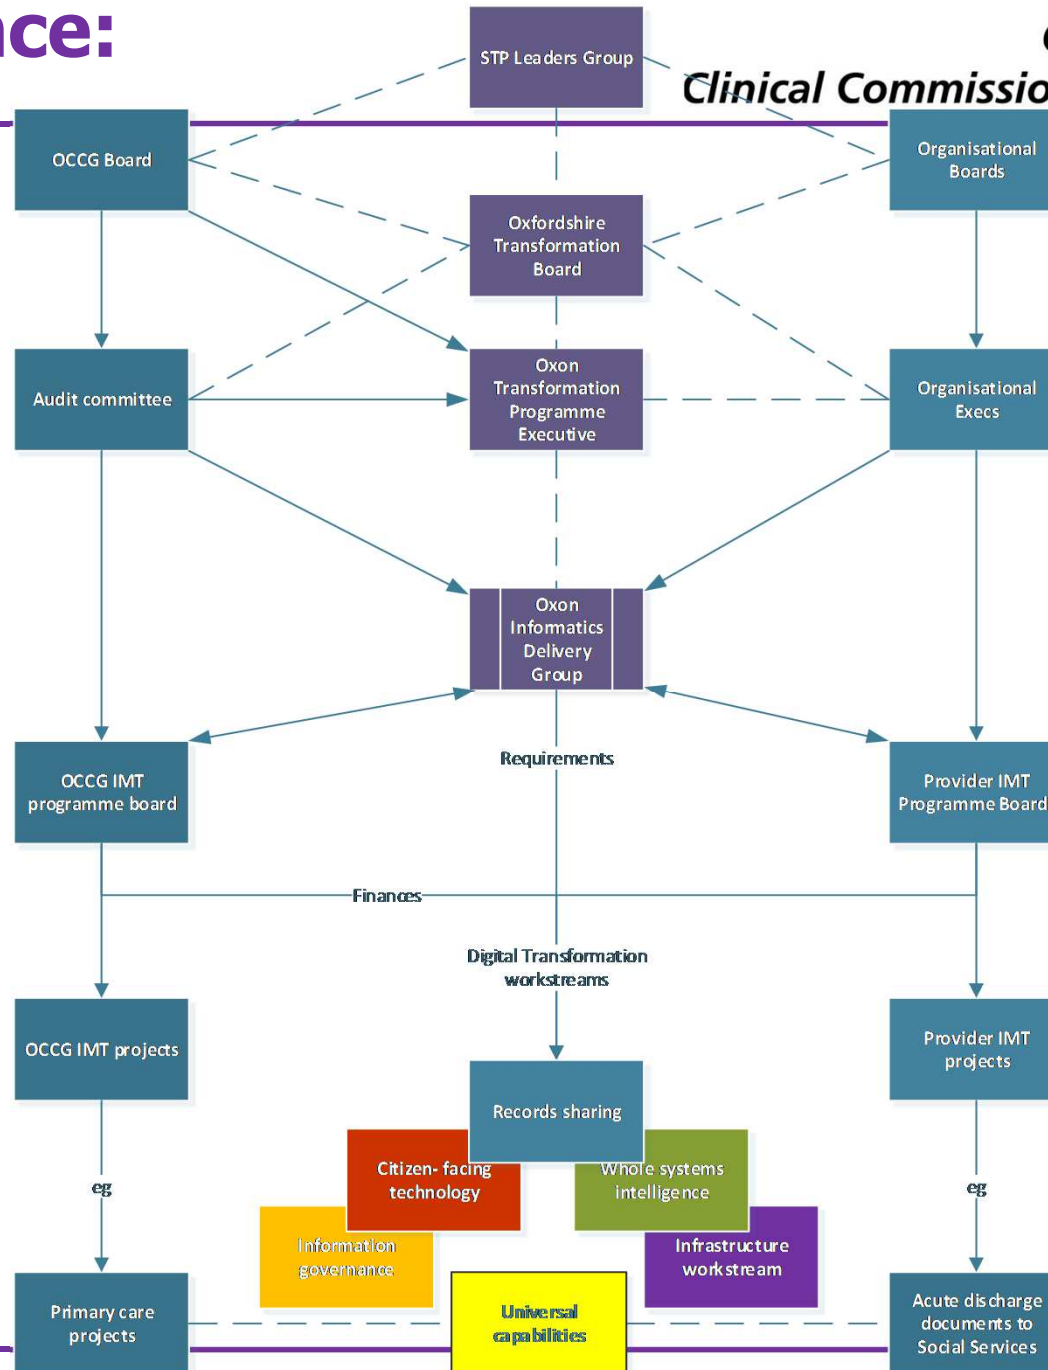 nce:
STP Leaders Group
Clinical Commissio
OCCG Board
Organisational
Boards
Oxfordshire
Transformation
Board
Audit committee
Oxon
Transformation
Programme
Executive
Organisational
Execs
Oxon
Informatics
Delivery
Group
Requirements
OCCG IMT
programme board
Provider IMT
Programme Board
Finances
Digital Transformation
workstreams
OCCG IMT projects
Provider IMT
projects
Records sharing
Citizen- facing
technology
Whole systems
intelligence
eg
eg
Information
governance
Infrastructure
workstream
Primary care
projects
Universal
capabilities
Acute discharge
documents to
Social Services